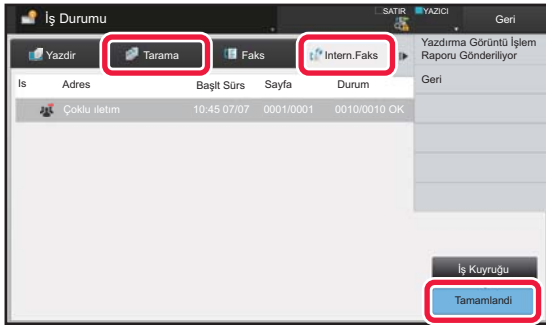 İş Durumu
SATIR
YAZICI
Geri
Yazdir
Tarama
Faks
Intern.Faks
Yazdırma Görüntü İşlem
Raporu Gönderiliyor
Is Adres Başlt Sürs Sayfa Durum
Geri
Çoklu iletim 10:45 07/07 0001/0001 0010/0010 OK
İş Kuyruğu
Tamamlandi